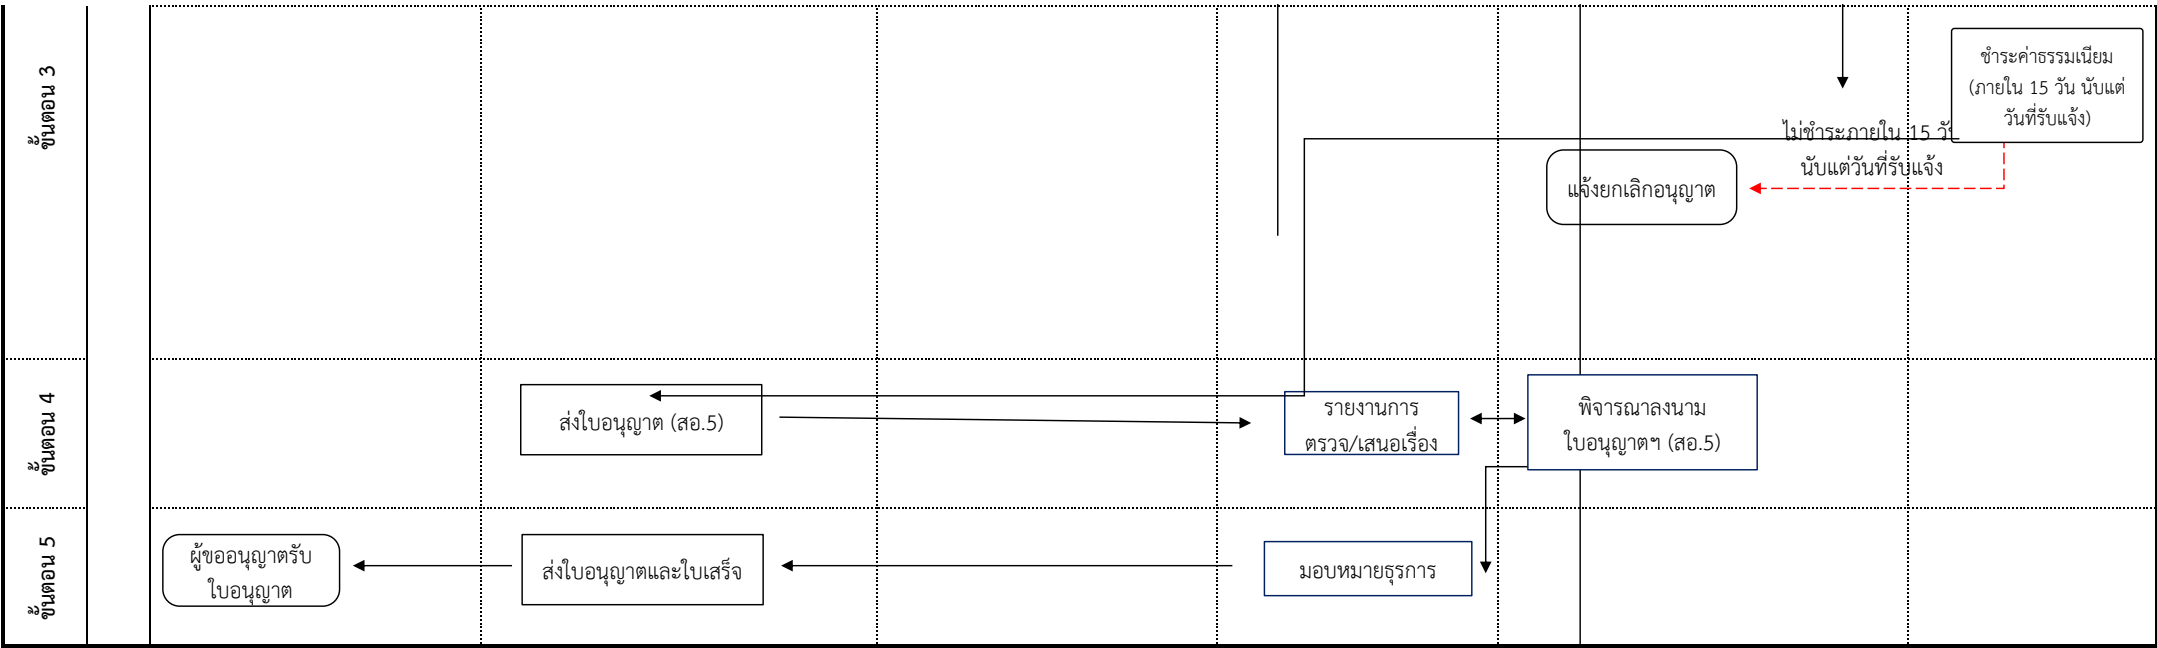 ขั้นตอน 3
ชำระค่าธรรมเนียม
(ภายใน 15 วัน นับแต่
วันที่รับแจ้ง)
ไม่ชำระภายใน 15 วั
นับแต่วันที่รับแจ้ง
แจ้งยกเลิกอนุญาต
ขั้นตอน 4
ส่งใบอนุญาต (สอ.5)
รายงานการ
ตรวจ/เสนอเรื่อง
พิจารณาลงนาม
ใบอนุญาตฯ (สอ.5)
ขั้นตอน 5
ผู้ขออนุญาตรับ
ใบอนุญาต
ส่งใบอนุญาตและใบเสร็จ
มอบหมายธุรการ